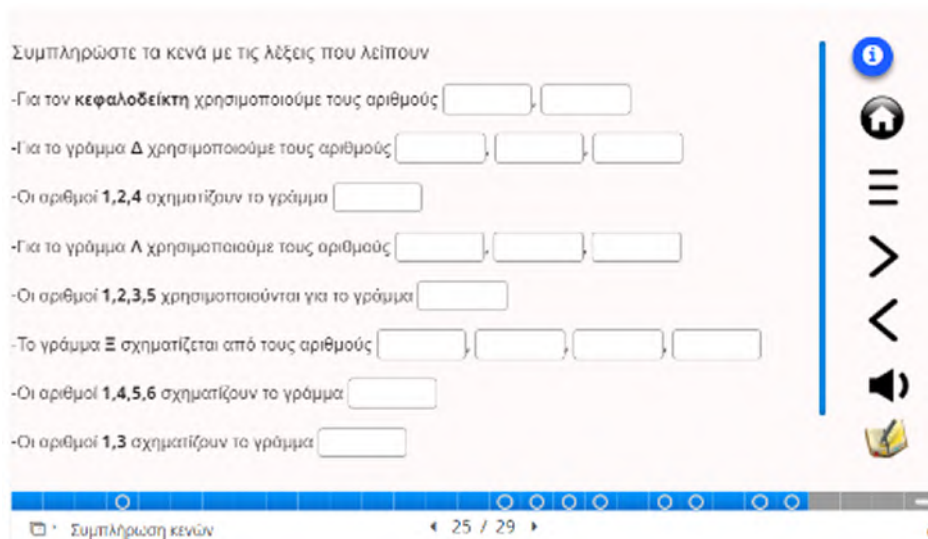 Συμπληρώστε τα κενά με τις λέξεις που λείπουν
-Για τον κεφαλοδείκτη χρησιμοποιούμε τους αριθμούς , 
-Για το γράμμα Δ χρησιμοποιούμε τους αριθμούς , , 
-Οι αριθμοί 1,2,4 σχηματίζουν το γράμμα
-Για το γράμμα Λ χρησιμοποιούμε τους αριθμούς , , 
-Οι αριθμοί 1,2,3,5 χρησιμοποιούνται για το γράμμα
-Το γράμμα Ξ σχηματίζεται από τους αριθμούς , , , 
-Οι αριθμοί 1,4,5,6 σχηματίζουν το γράμμα
-Οι αριθμοί 1,3 σχηματίζουν το γράμμα
Συμπλήρωση κενών 25 / 29